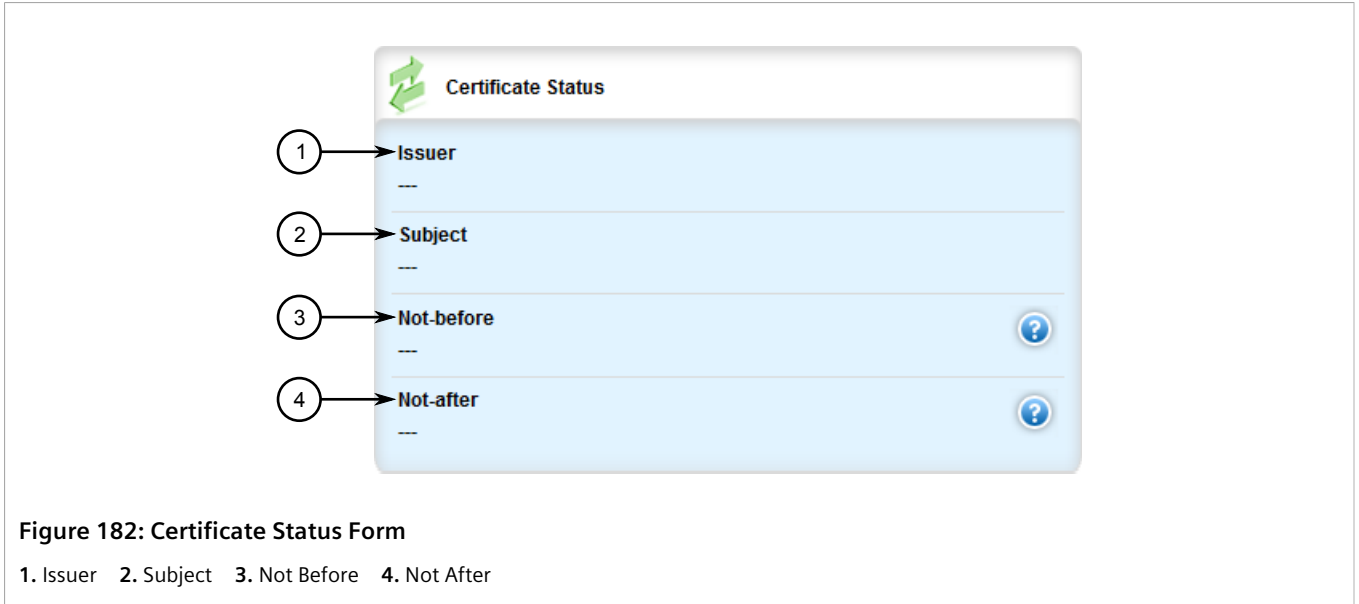 Certificate Status
1 Issuer
---
2 Subject
---
3 Not-before ?
---
4 Not-after ?
---
Figure 182: Certificate Status Form
1. Issuer 2. Subject 3. Not Before 4. Not After